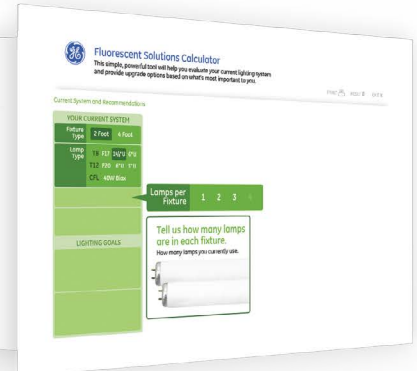 Fluorescent Solutions Calculator
This simple, powerful tool will help you evaluate your current lighting system
and provide upgrade options based on what's most important to you.
Current System and Recommendations
YOUR CURRENT SYSTEM
Fixture Type 2 Foot 4 Foot
Lamp Type
T8 F17
T12 F20 6"U
CFL 40W Biax
Lamps per Fixture 1 2 3
LIGHTING GOALS
Tell us how many lamps
are in each fixture.
How many lamps you currently use.